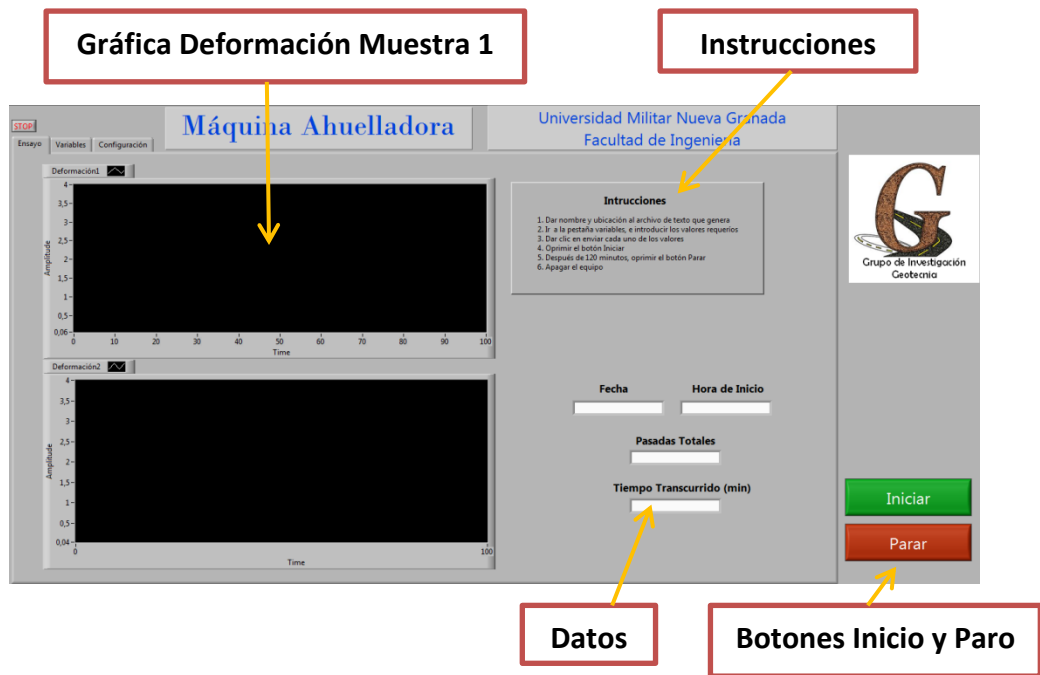 Gráfica Deformación Muestra 1
Instrucciones
STOP
Máquina Ahuelladora
Universidad Militar Nueva Granada
Facultad de Ingeniería
Ensayo
Variables
Configuración
Deformación1
4
3,5
3
2,5
2
1,5
1
0,5
0,06
Amplitude
0 10 20 30 40 50 60 70 80 90 100
Time
Intrucciones
1. Dar nombre y ubicación al archivo de texto que genera
2. Ir a la pestaña variables, e introducir los valores requerios
3. Dar clic en enviar cada uno de los valores
4. Oprimir el botón Iniciar
5. Después de 120 minutos, oprimir el botón Parar
6. Apagar el equipo
G
Grupo de Investigación
Geotecnia
Deformación2
4
3,5
3
2,5
2
1,5
1
0,5
0,04
Amplitude
0 100
Time
Fecha
Hora de Inicio
Pasadas Totales
Tiempo Transcurrido (min)
Iniciar
Parar
Datos
Botones Inicio y Paro